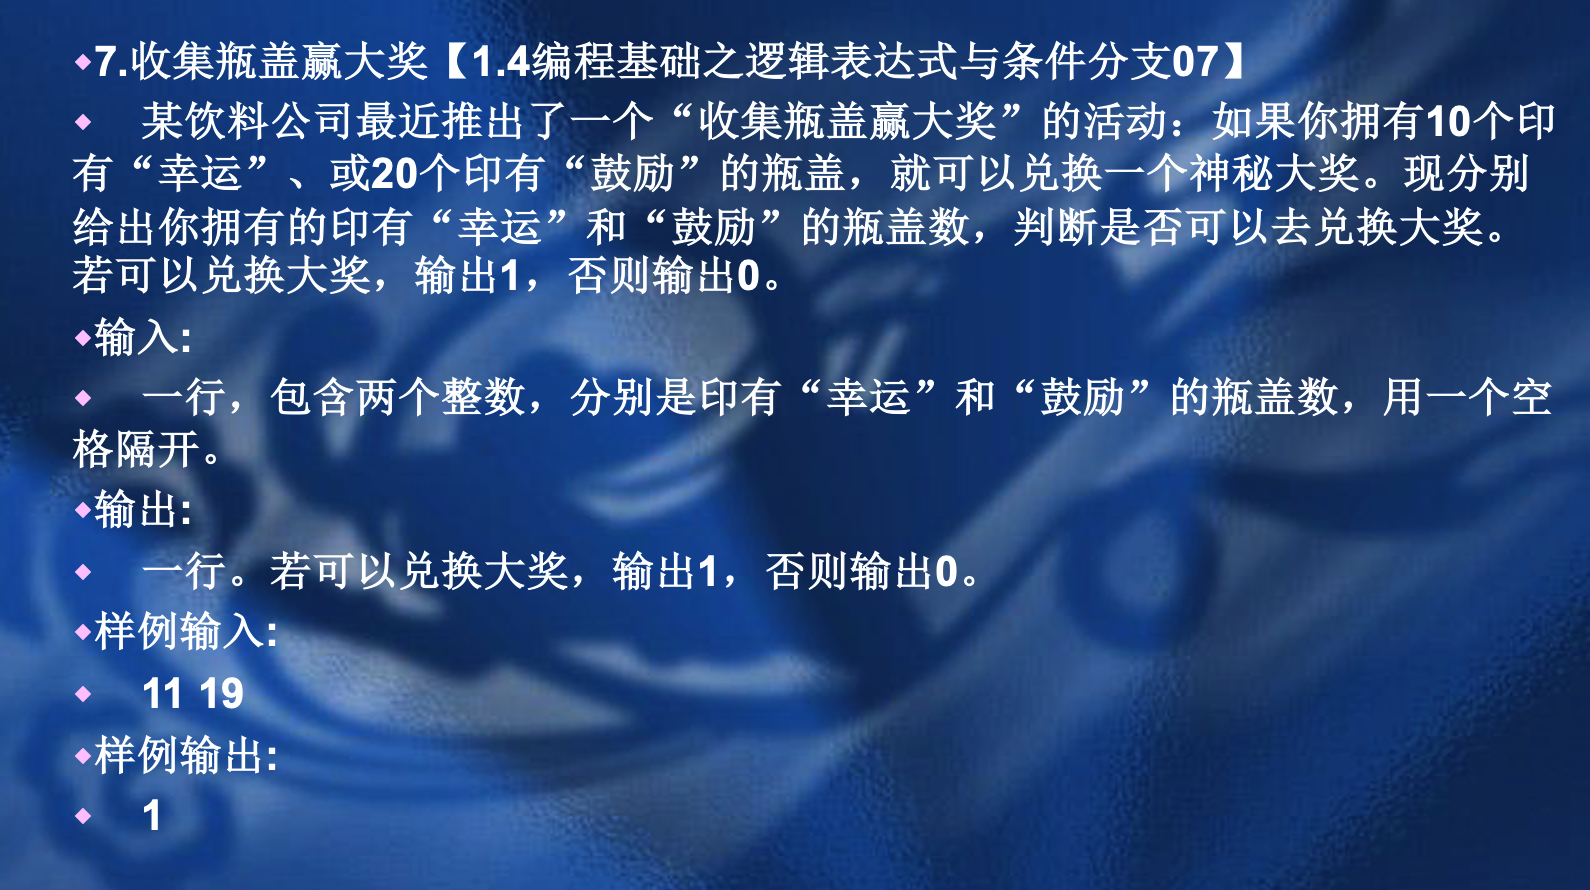 7.收集瓶盖赢大奖【1.4编程基础之逻辑表达式与条件分支07】
某饮料公司最近推出了一个“收集瓶盖赢大奖”的活动：如果你拥有10个印
有“幸运”、或20个印有“鼓励”的瓶盖，就可以兑换一个神秘大奖。现分别
给出你拥有的印有“幸运”和“鼓励”的瓶盖数，判断是否可以去兑换大奖。
若可以兑换大奖，输出1，否则输出0。
输入:
一行，包含两个整数，分别是印有“幸运”和“鼓励”的瓶盖数，用一个空
格隔开。
输出:
一行。若可以兑换大奖，输出1，否则输出0。
样例输入:
11 19
样例输出:
1